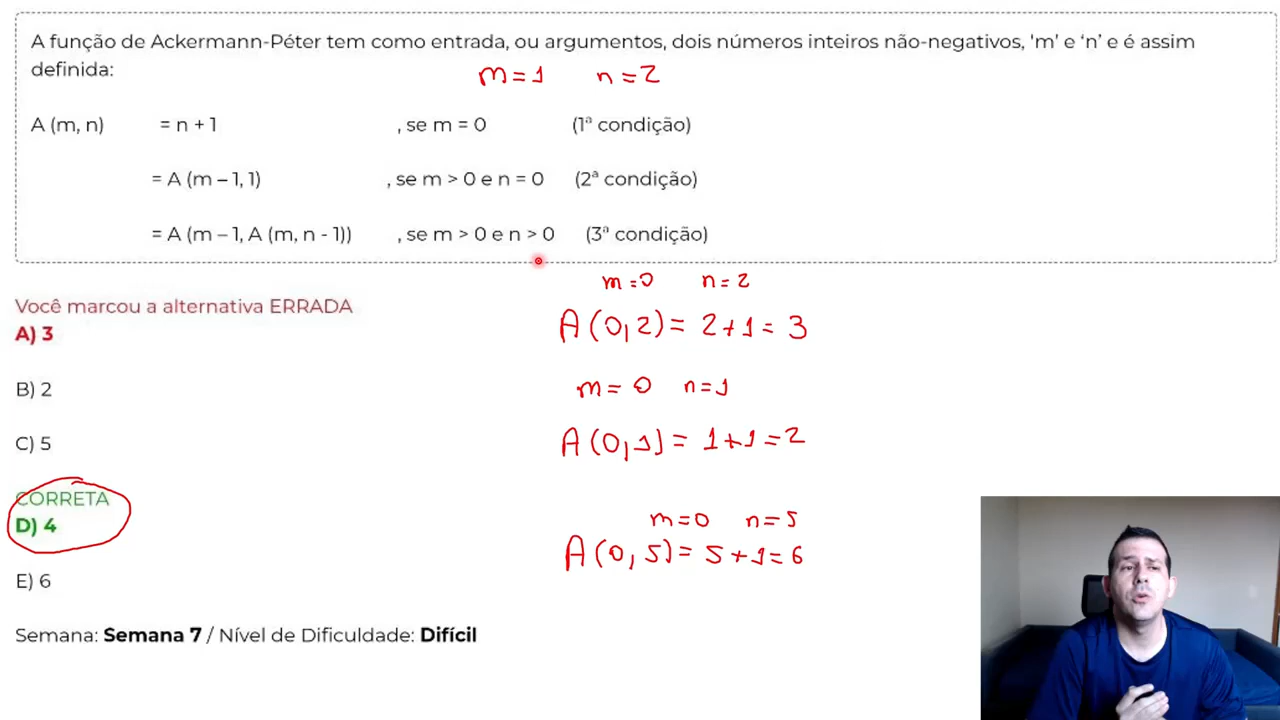 A função de Ackermann-Péter tem como entrada, ou argumentos, dois números inteiros não-negativos, 'm' e 'n' e é assim
definida:
m = 1 n = 2
A (m, n) = n + 1 , se m = 0 (1ª condição)
= A (m – 1, 1) , se m > 0 e n = 0 (2ª condição)
= A (m – 1, A (m, n - 1)) , se m > 0 e n > 0 (3ª condição)
m = 0 n = 2
Você marcou a alternativa ERRADA
A) 3
A (0, 2) = 2 + 1 = 3
B) 2
m = 0 n = 1
C) 5
A (0, 1) = 1 + 1 = 2
CORRETA
D) 4
m = 0 n = 5
A (0, 5) = 5 + 1 = 6
E) 6
Semana: Semana 7 / Nível de Dificuldade: Difícil